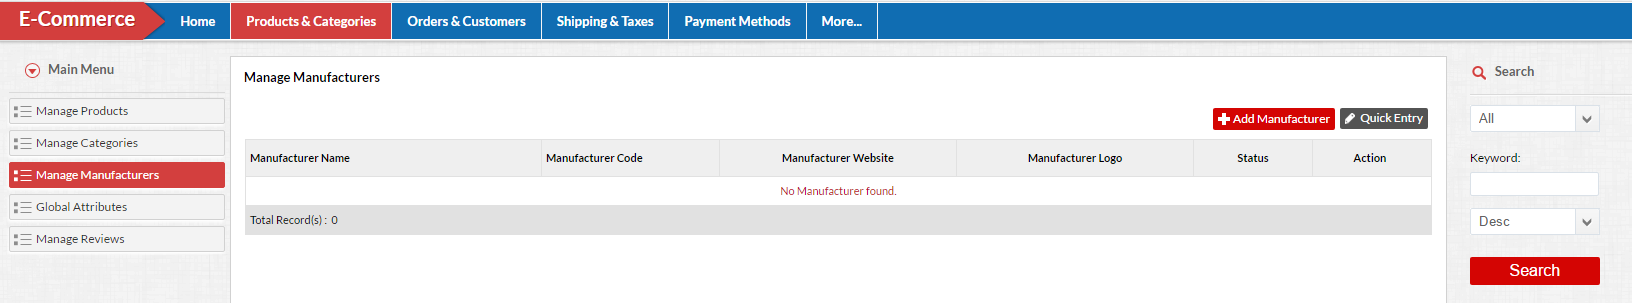 E-Commerce
Home
Products & Categories
Orders & Customers
Shipping & Taxes
Payment Methods
More...
Main Menu
Manage Products
Manage Categories
Manage Manufacturers
Global Attributes
Manage Reviews
Manage Manufacturers
Add Manufacturer
Quick Entry
Manufacturer Name
Manufacturer Code
Manufacturer Website
Manufacturer Logo
Status
Action
No Manufacturer found.
Total Record(s) : 0
Search
All
Keyword:
Desc
Search